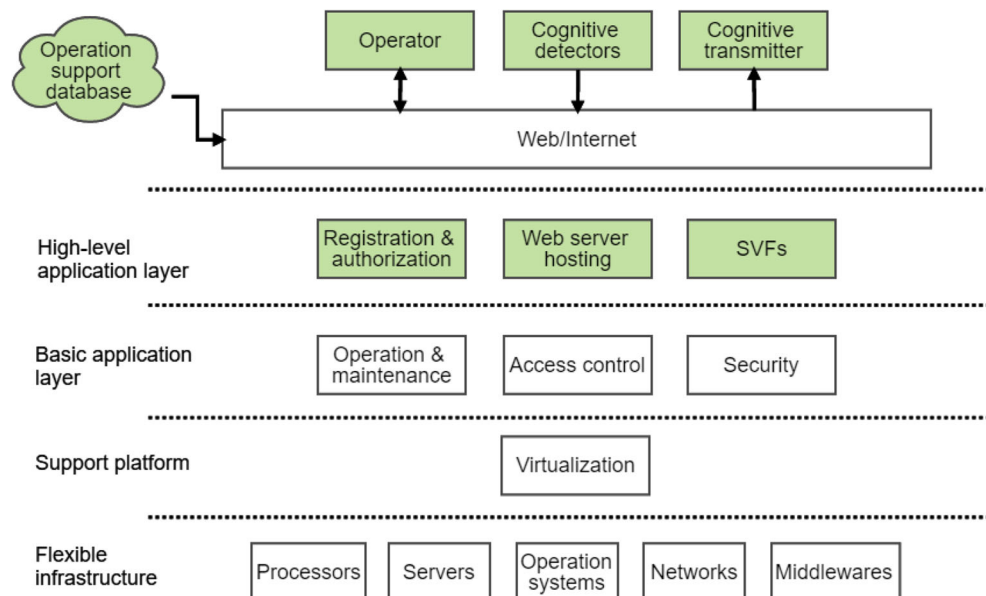 Operation
support
database
Operator
Cognitive
detectors
Cognitive
transmitter
Web/Internet
High-level
application layer
Registration &
authorization
Web server
hosting
SVFs
Basic application
layer
Operation &
maintenance
Access control
Security
Support platform
Virtualization
Flexible
infrastructure
Processors
Servers
Operation
systems
Networks
Middlewares